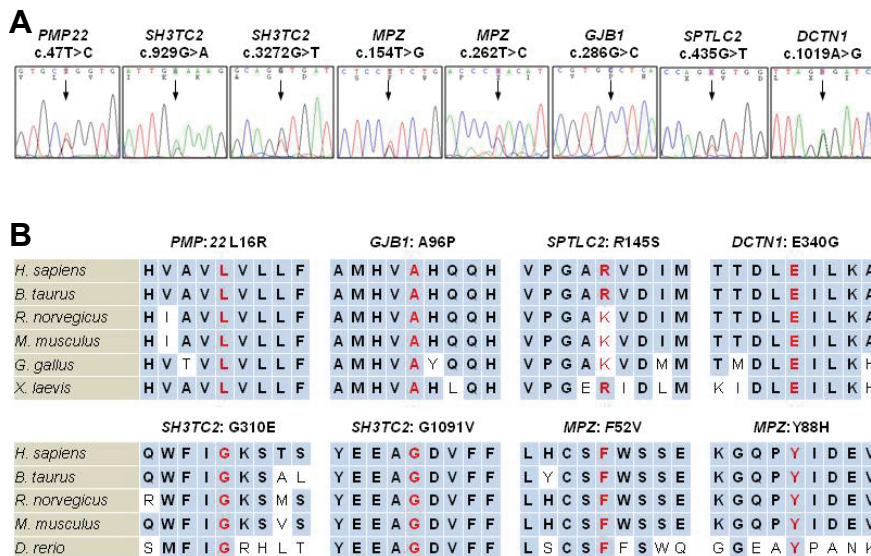 A
PMP22 SH3TC2 SH3TC2 MPZ MPZ GJB1 SPTLC2 DCTN1
c.47T>C c.929G>A c.3272G>T c.154T>G c.262T>C c.286G>C c.435G>T c.1019A>G
B
PMP:22 L16R GJB1: A96P SPTLC2: R145S DCTN1: E340G
H. sapiens H V A V L V L L F A M H V A H Q Q H V P G A R V D I M T T D L E I L K A
B. taurus H V A V L V L L F A M H V A H Q Q H V P G A R V D I M T T D L E I L K A
R. norvegicus H I A V L V L L F A M H V A H Q Q H V P G A K V D I M T T D L E I L K A
M. musculus H I A V L V L L F A M H V A H Q Q H V P G A K V D I M T T D L E I L K A
G. gallus H V T V L V L L F A M H V A Y Q Q H V P G A K V D M M T M D L E I L K H
X. laevis H V A V L V L L F A M H V A H L Q H V P G E R I D L M K I D L E I L K H
SH3TC2: G310E SH3TC2: G1091V MPZ: F52V MPZ: Y88H
H. sapiens Q W F I G K S T S Y E E A G D V F F L H C S F W S S E K G Q P Y I D E V
B. taurus Q W F I G K S A L Y E E A G D V F F L Y C S F W S S E K G Q P Y I D E V
R. norvegicus R W F I G K S M S Y E E A G D V F F L H C S F W S S E K G Q P Y I D E V
M. musculus Q W F I G K S V S Y E E A G D V F F L H C S F W S S E K G Q P Y I D E V
D. rerio S M F I G R H L T Y E E A G D V F F L S C S F F S W Q G G E A Y P A N K